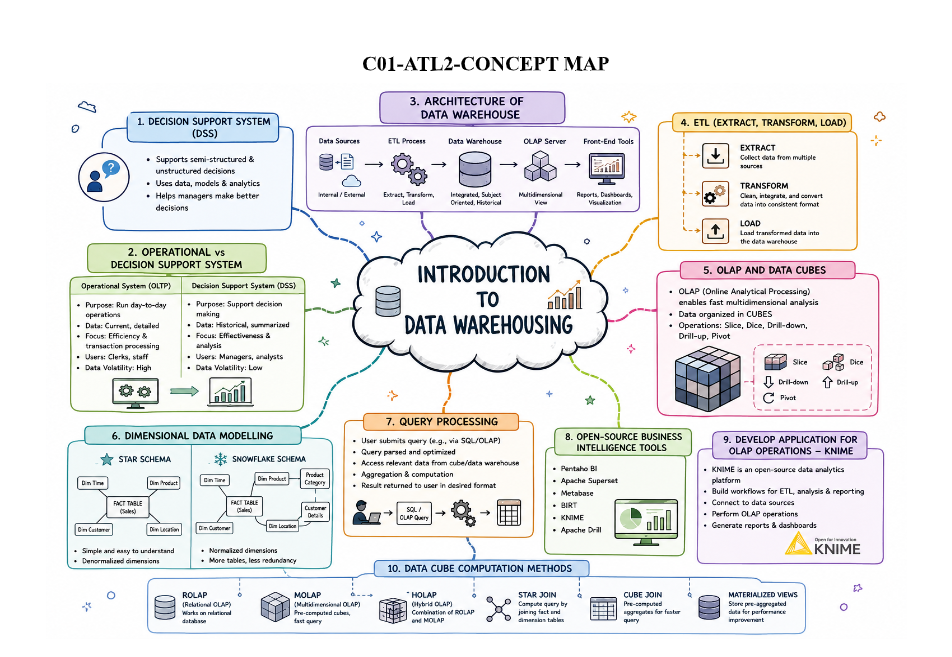 C01-ATL2-CONCEPT MAP
1. DECISION SUPPORT SYSTEM
(DSS)
• Supports semi-structured &
unstructured decisions
• Uses data, models & analytics
• Helps managers make better
decisions
?
2. OPERATIONAL vs
DECISION SUPPORT SYSTEM
Operational System (OLTP)
• Purpose: Run day-to-day
operations
• Data: Current, detailed
• Focus: Efficiency &
transaction processing
• Users: Clerks, staff
• Data Volatility: High
Decision Support System (DSS)
• Purpose: Support decision
making
• Data: Historical, summarized
• Focus: Effectiveness &
analysis
• Users: Managers, analysts
• Data Volatility: Low
3. ARCHITECTURE OF
DATA WAREHOUSE
Data Sources
Internal / External
ETL Process
Extract, Transform,
Load
Data Warehouse
Integrated, Subject
Oriented, Historical
OLAP Server
Multidimensional
View
Front-End Tools
Reports, Dashboards,
Visualization
INTRODUCTION
TO
DATA WAREHOUSING
4. ETL (EXTRACT, TRANSFORM, LOAD)
EXTRACT
Collect data from multiple
sources
TRANSFORM
Clean, integrate, and convert
data into consistent format
LOAD
Load transformed data into
the data warehouse
5. OLAP AND DATA CUBES
• OLAP (Online Analytical Processing)
enables fast multidimensional analysis
• Data organized in CUBES
• Operations: Slice, Dice, Drill-down,
Drill-up, Pivot
Slice
Dice
Drill-down
Drill-up
Pivot
6. DIMENSIONAL DATA MODELLING
STAR SCHEMA
Dim Time
Dim Product
FACT TABLE
(Sales)
Dim Customer
Dim Location
• Simple and easy to understand
• Denormalized dimensions
SNOWFLAKE SCHEMA
Dim Time
Dim Product
Product
Category
FACT TABLE
(Sales)
Customer
Details
Dim Customer
Dim Location
• Normalized dimensions
• More tables, less redundancy
7. QUERY PROCESSING
• User submits query (e.g., via SQL/OLAP)
• Query parsed and optimized
• Access relevant data from cube/data warehouse
• Aggregation & computation
• Result returned to user in desired format
SQL /
OLAP Query
8. OPEN-SOURCE BUSINESS
INTELLIGENCE TOOLS
• Pentaho BI
• Apache Superset
• Metabase
• BIRT
• KNIME
• Apache Drill
9. DEVELOP APPLICATION FOR
OLAP OPERATIONS – KNIME
• KNIME is an open-source data analytics
platform
• Build workflows for ETL, analysis & reporting
• Connect to data sources
• Perform OLAP operations
• Generate reports & dashboards
Open for Innovation
KNIME
10. DATA CUBE COMPUTATION METHODS
ROLAP
(Relational OLAP)
Works on relational
database
MOLAP
(Multidimensional OLAP)
Pre-computed cubes,
fast query
HOLAP
(Hybrid OLAP)
Combination of ROLAP
and MOLAP
STAR JOIN
Compute query by
joining fact and
dimension tables
CUBE JOIN
Pre-computed
aggregates for faster
query
MATERIALIZED VIEWS
Store pre-aggregated
data for performance
improvement